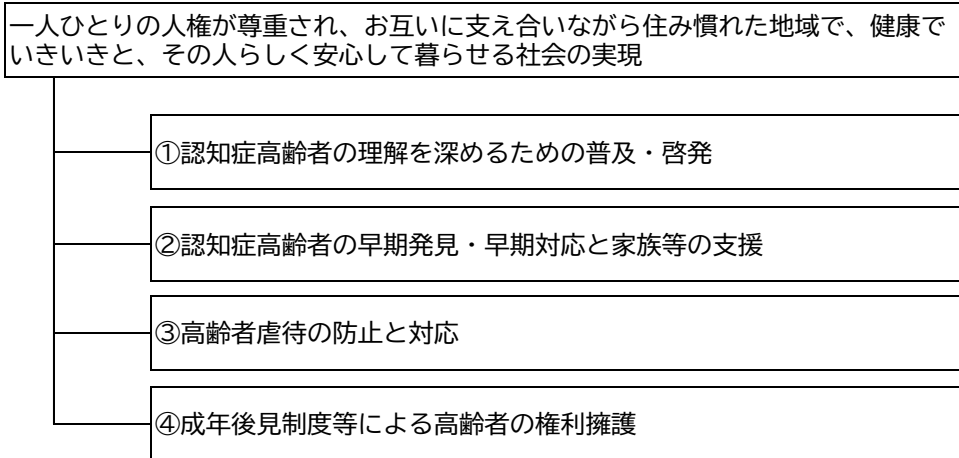 一人ひとりの人権が尊重され、お互いに支え合いながら住み慣れた地域で、健康で
いきいきと、その人らしく安心して暮らせる社会の実現
①認知症高齢者の理解を深めるための普及・啓発
②認知症高齢者の早期発見・早期対応と家族等の支援
③高齢者虐待の防止と対応
④成年後見制度等による高齢者の権利擁護